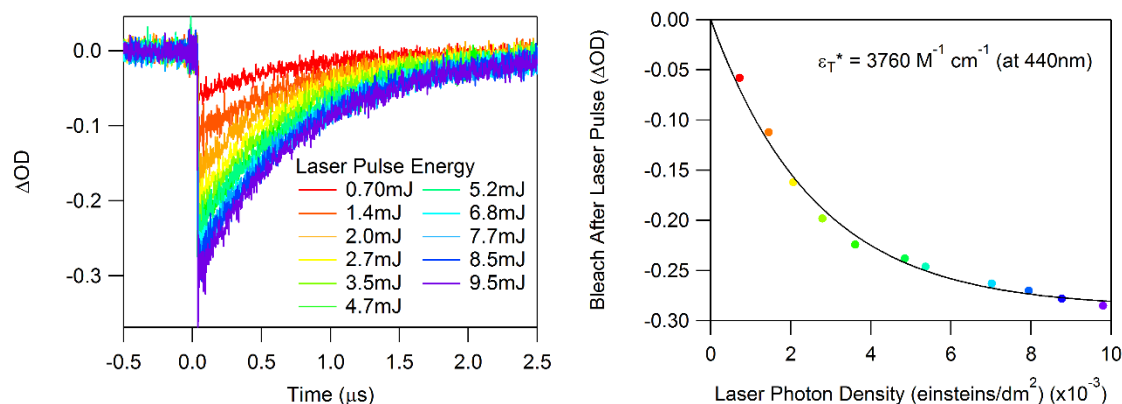 0.0
-0.1
-0.2
-0.3
ΔOD
Laser Pulse Energy
0.70mJ
1.4mJ
2.0mJ
2.7mJ
3.5mJ
4.7mJ
5.2mJ
6.8mJ
7.7mJ
8.5mJ
9.5mJ
-0.5
0.0
0.5
1.0
1.5
2.0
2.5
Time (μs)
0.00
-0.05
-0.10
-0.15
-0.20
-0.25
-0.30
Bleach After Laser Pulse (ΔOD)
εT* = 3760 M⁻¹ cm⁻¹ (at 440nm)
0
2
4
6
8
10
Laser Photon Density (einsteins/dm²) (x10⁻³)